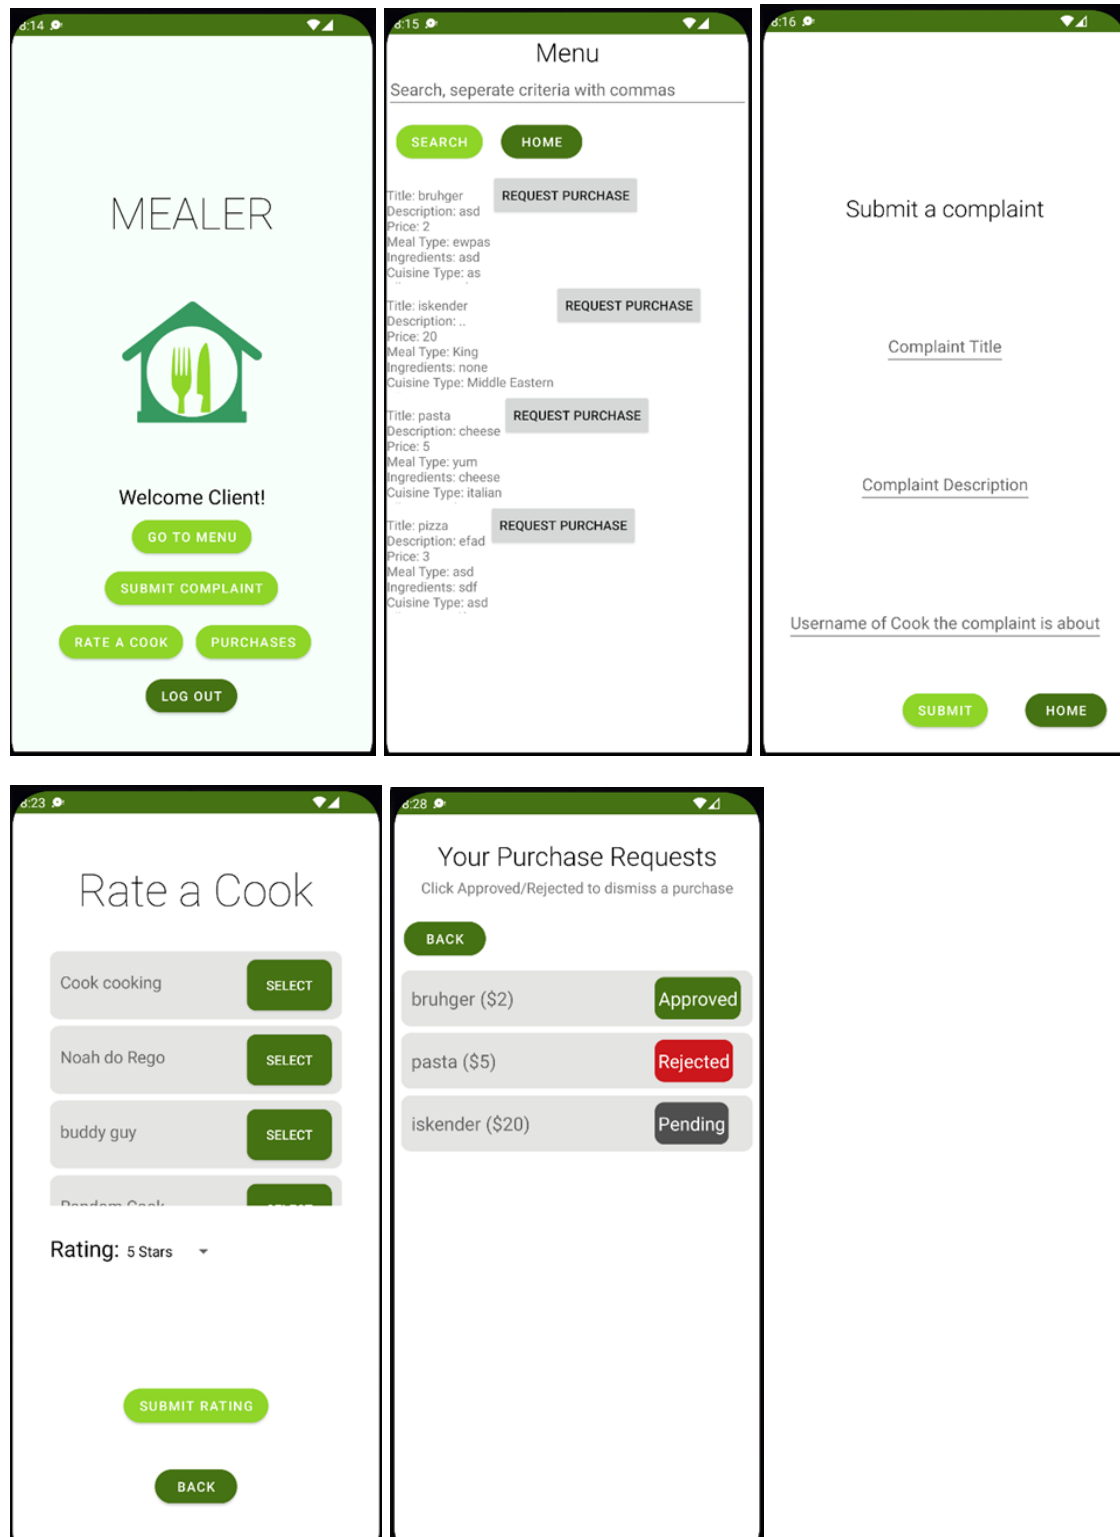 8:14
MEALER
Welcome Client!
GO TO MENU
SUBMIT COMPLAINT
RATE A COOK
PURCHASES
LOG OUT
8:15
Menu
Search, seperate criteria with commas
SEARCH
HOME
Title: bruhger
REQUEST PURCHASE
Description: asd
Price: 2
Meal Type: ewpas
Ingredients: asd
Cuisine Type: as
Title: iskender
REQUEST PURCHASE
Description: ..
Price: 20
Meal Type: King
Ingredients: none
Cuisine Type: Middle Eastern
Title: pasta
REQUEST PURCHASE
Description: cheese
Price: 5
Meal Type: yum
Ingredients: cheese
Cuisine Type: italian
Title: pizza
REQUEST PURCHASE
Description: efad
Price: 3
Meal Type: asd
Ingredients: sdf
Cuisine Type: asd
8:16
Submit a complaint
Complaint Title
Complaint Description
Username of Cook the complaint is about
SUBMIT
HOME
8:23
Rate a Cook
Cook cooking
SELECT
Noah do Rego
SELECT
buddy guy
SELECT
Random Cook
SELECT
Rating: 5 Stars
SUBMIT RATING
BACK
8:28
Your Purchase Requests
Click Approved/Rejected to dismiss a purchase
BACK
bruhger ($2)
Approved
pasta ($5)
Rejected
iskender ($20)
Pending